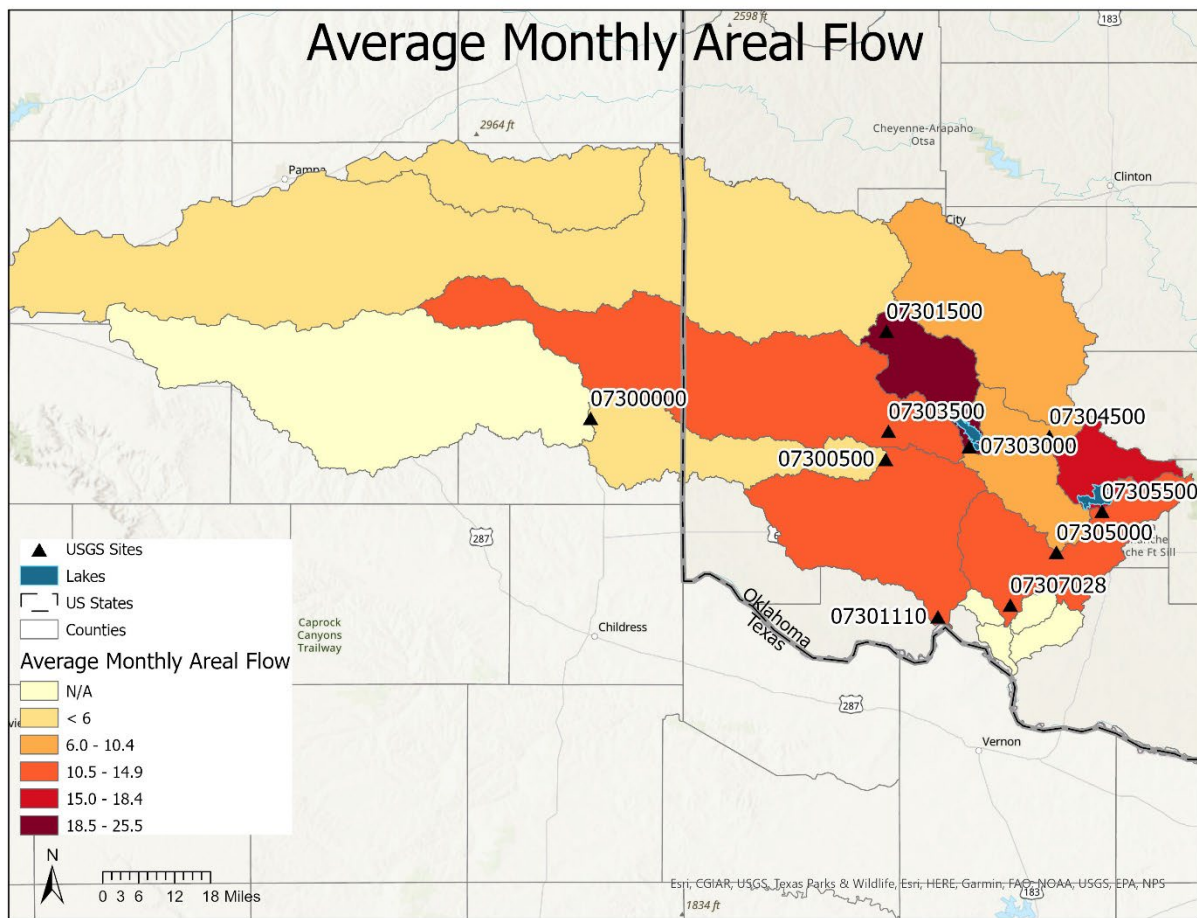 2598 ft
183
Average Monthly Areal Flow
2964 ft
Cheyenne-Arapaho
Otsa
Pampa
Clinton
City
07301500
07300000
07303500
07304500
07303000
07300500
07305500
07305000
che Ft Sill
07307028
07301110
287
USGS Sites
Lakes
US States
Counties
Average Monthly Areal Flow
N/A
< 6
6.0 - 10.4
10.5 - 14.9
15.0 - 18.4
18.5 - 25.5
Caprock
Canyons
Trailway
Childress
Oklahoma
Texas
183
287
Vernon
N
0 3 6 12 18 Miles
Esri, CGIAR, USGS, Texas Parks & Wildlife, Esri, HERE, Garmin, FAO, NOAA, USGS, EPA, NPS
1834 ft